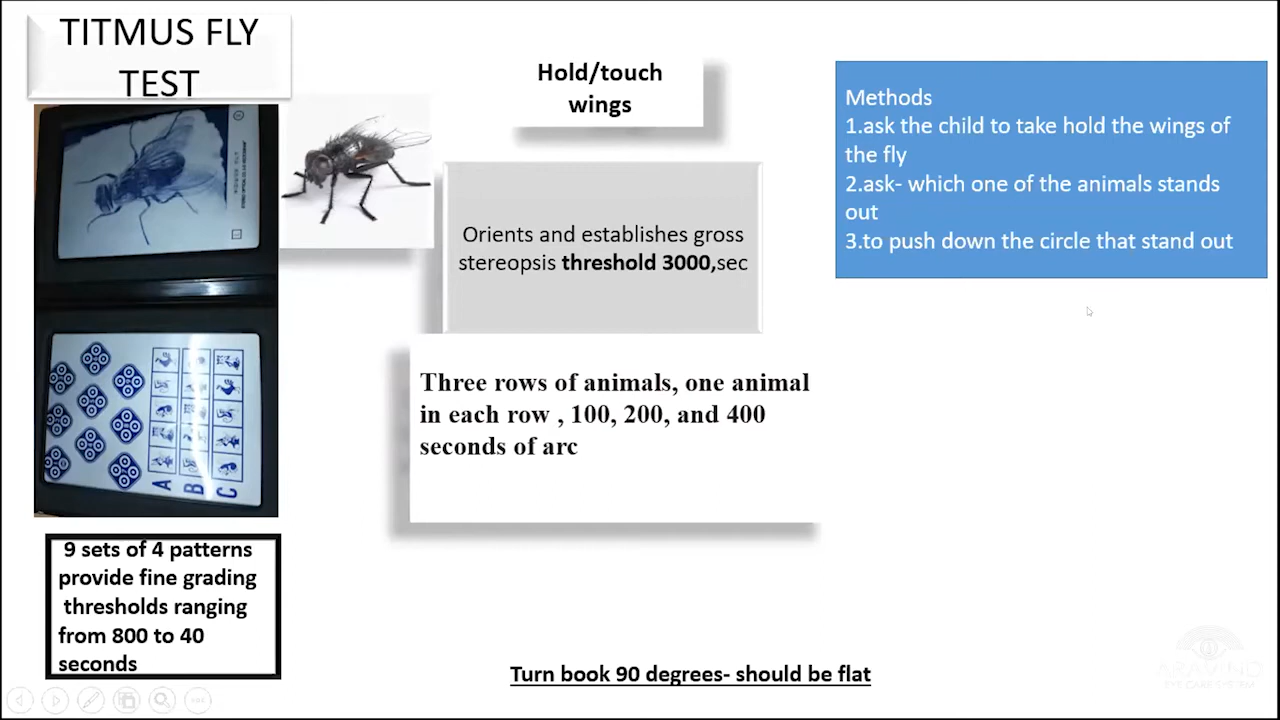 TITMUS FLY
TEST
Hold/touch
wings
Orients and establishes gross
stereopsis threshold 3000,sec
Three rows of animals, one animal
in each row , 100, 200, and 400
seconds of arc
Methods
1.ask the child to take hold the wings of
the fly
2.ask- which one of the animals stands
out
3.to push down the circle that stand out
A
B
C
9 sets of 4 patterns
provide fine grading
thresholds ranging
from 800 to 40
seconds
Turn book 90 degrees- should be flat
ARAVIND
EYE CARE SYSTEM